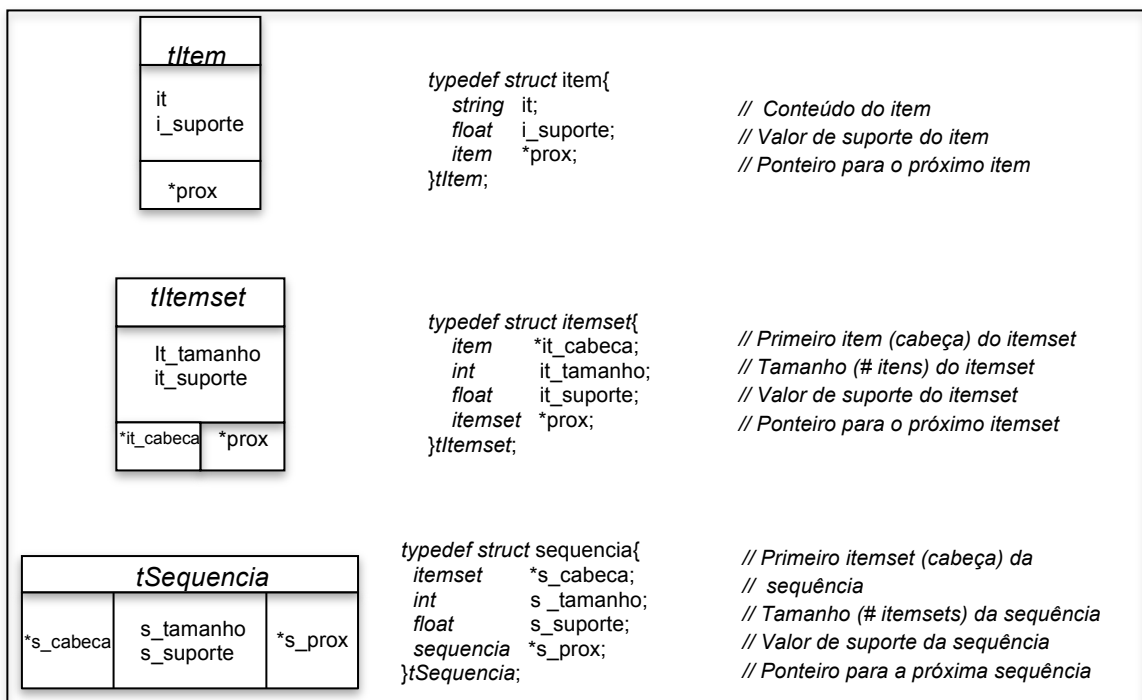 tItem
it
i_suporte
*prox
typedef struct item{
string it;
float i_suporte;
item *prox;
}tItem;
// Conteúdo do item
// Valor de suporte do item
// Ponteiro para o próximo item
tItemset
It_tamanho
it_suporte
*it_cabeca
*prox
typedef struct itemset{
item *it_cabeca;
int it_tamanho;
float it_suporte;
itemset *prox;
}tItemset;
// Primeiro item (cabeça) do itemset
// Tamanho (# itens) do itemset
// Valor de suporte do itemset
// Ponteiro para o próximo itemset
tSequencia
*s_cabeca
s_tamanho
s_suporte
*s_prox
typedef struct sequencia{
itemset *s_cabeca;
int s _tamanho;
float s_suporte;
sequencia *s_prox;
}tSequencia;
// Primeiro itemset (cabeça) da
// sequência
// Tamanho (# itemsets) da sequência
// Valor de suporte da sequência
// Ponteiro para a próxima sequência